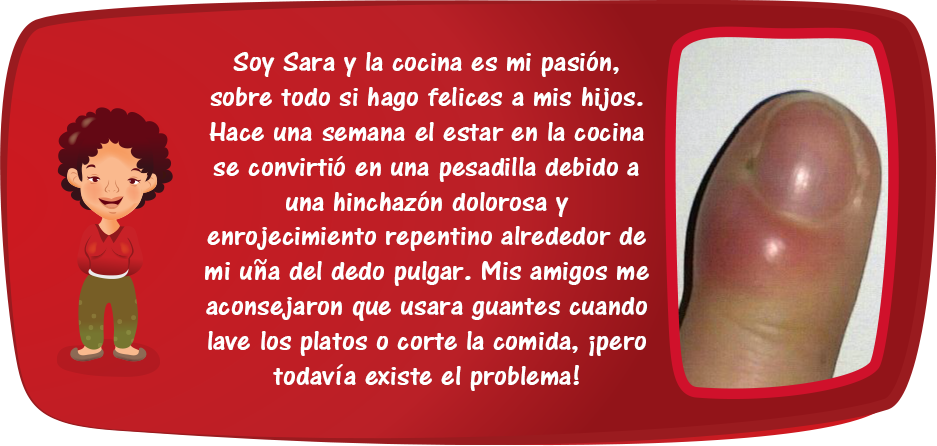 Soy Sara y la cocina es mi pasión,
sobre todo si hago felices a mis hijos.
Hace una semana el estar en la cocina
se convirtió en una pesadilla debido a
una hinchazón dolorosa y
enrojecimiento repentino alrededor de
mi uña del dedo pulgar. Mis amigos me
aconsejaron que usara guantes cuando
lave los platos o corte la comida, ¡pero
todavía existe el problema!